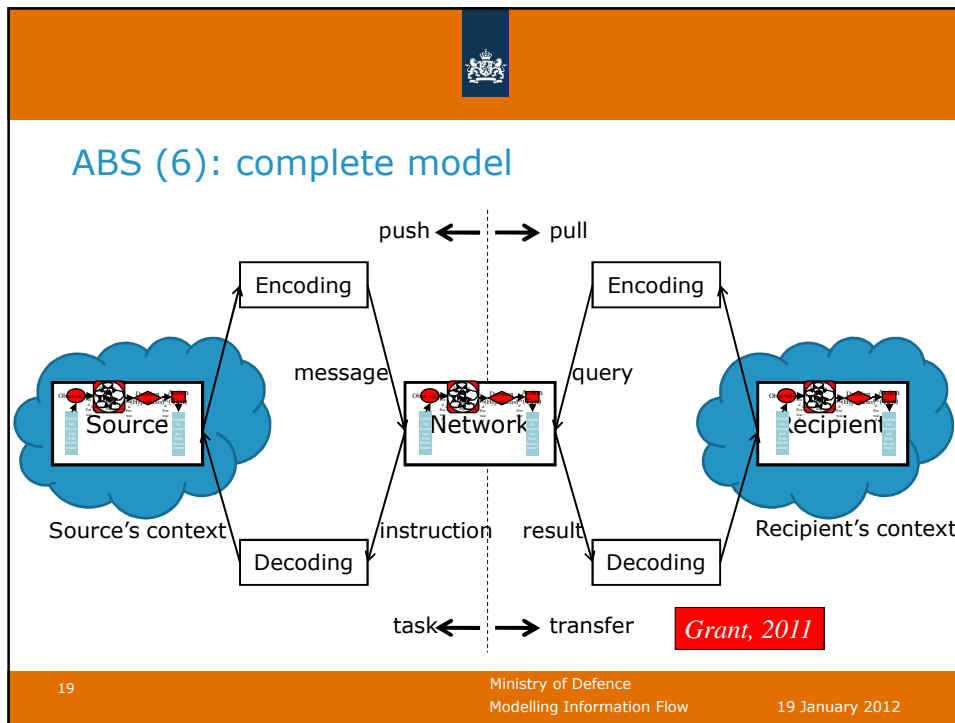 ABS (6): complete model
push pull
Encoding Encoding
message query
Source Network Recipient
Source's context instruction result Recipient's context
Decoding Decoding
task transfer
Grant, 2011
19 Ministry of Defence
Modelling Information Flow 19 January 2012